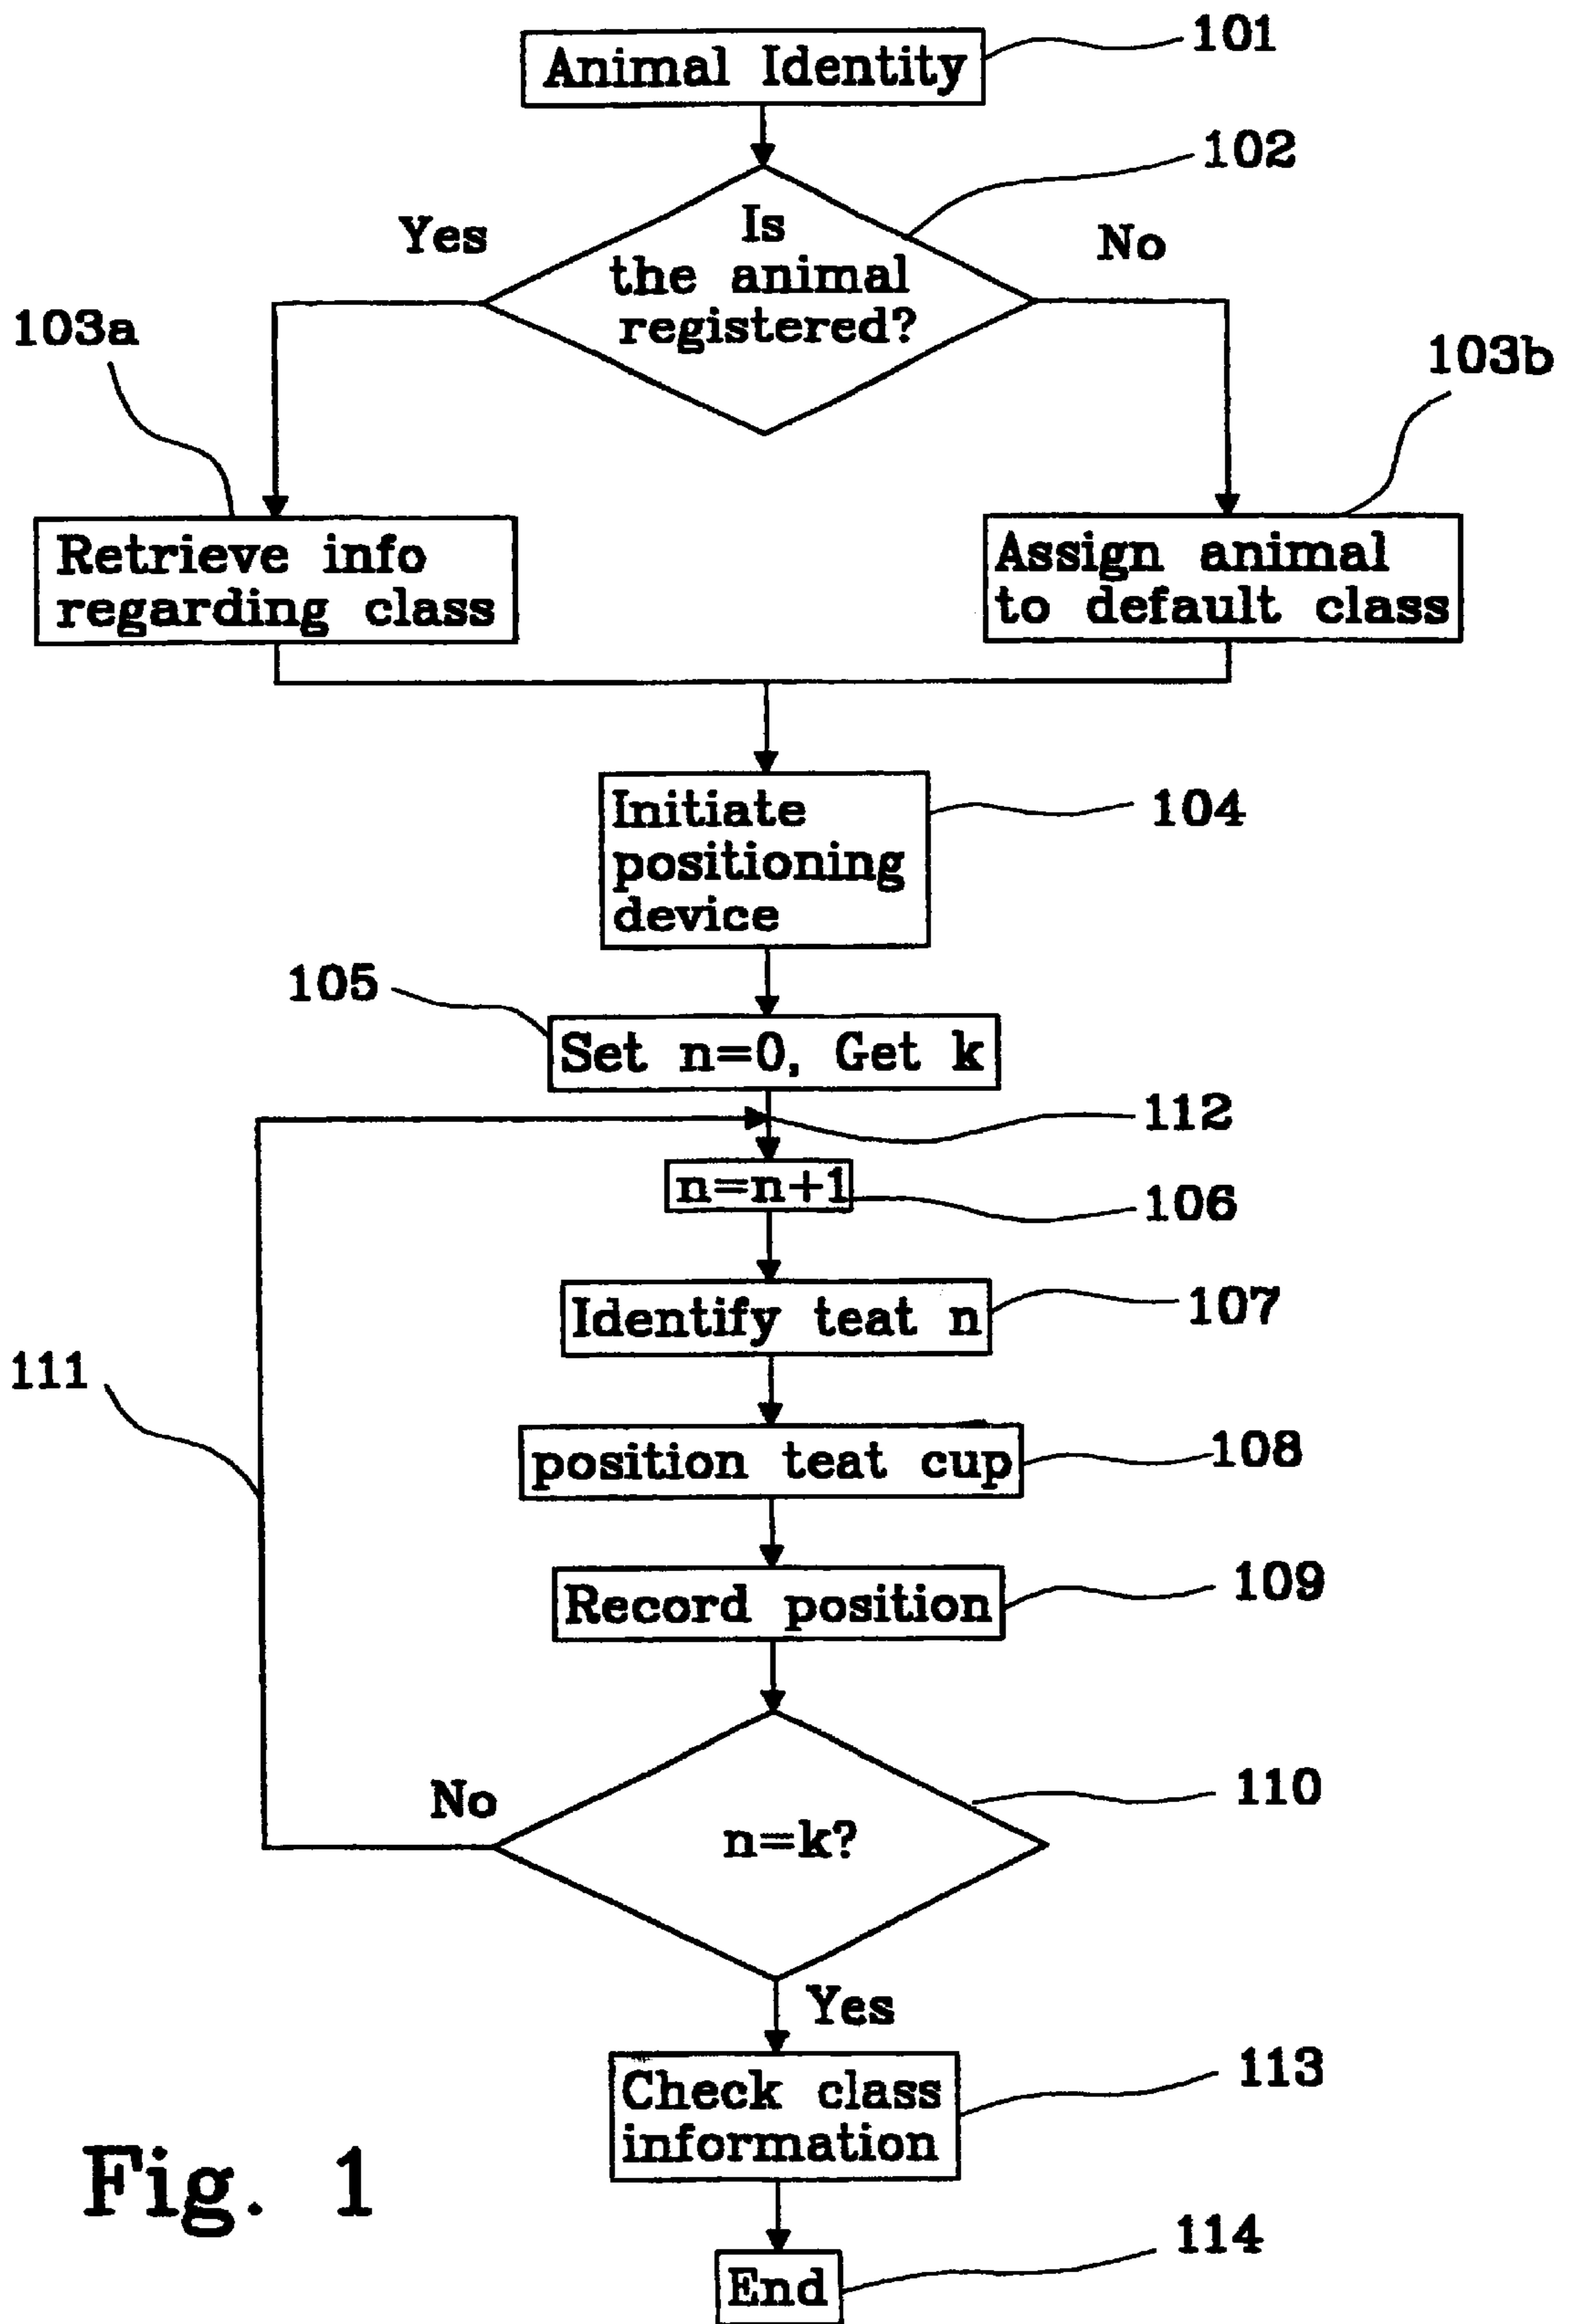 Animal Identity
101
102
Yes
Is
the animal
registered?
No
103a
103b
Retrieve info
regarding class
Assign animal
to default class
Initiate
positioning
device
104
105
Set n=0, Get k
112
n=n+1
106
Identify teat n
107
111
position teat cup
108
Record position
109
No
n=k?
110
Yes
Check class
information
113
Fig. 1
End
114